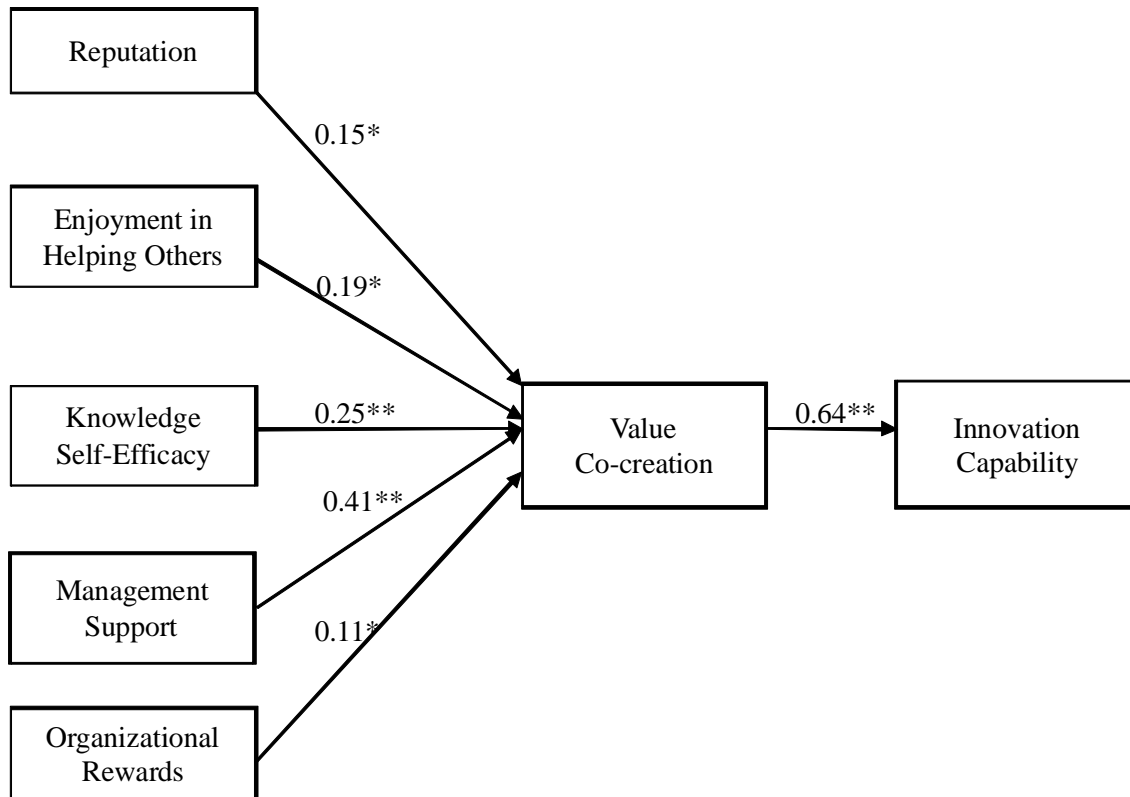 Reputation
0.15*
Enjoyment in
Helping Others
0.19*
Knowledge
Self-Efficacy
0.25**
Value
Co-creation
0.64**
Innovation
Capability
0.41**
Management
Support
0.11*
Organizational
Rewards